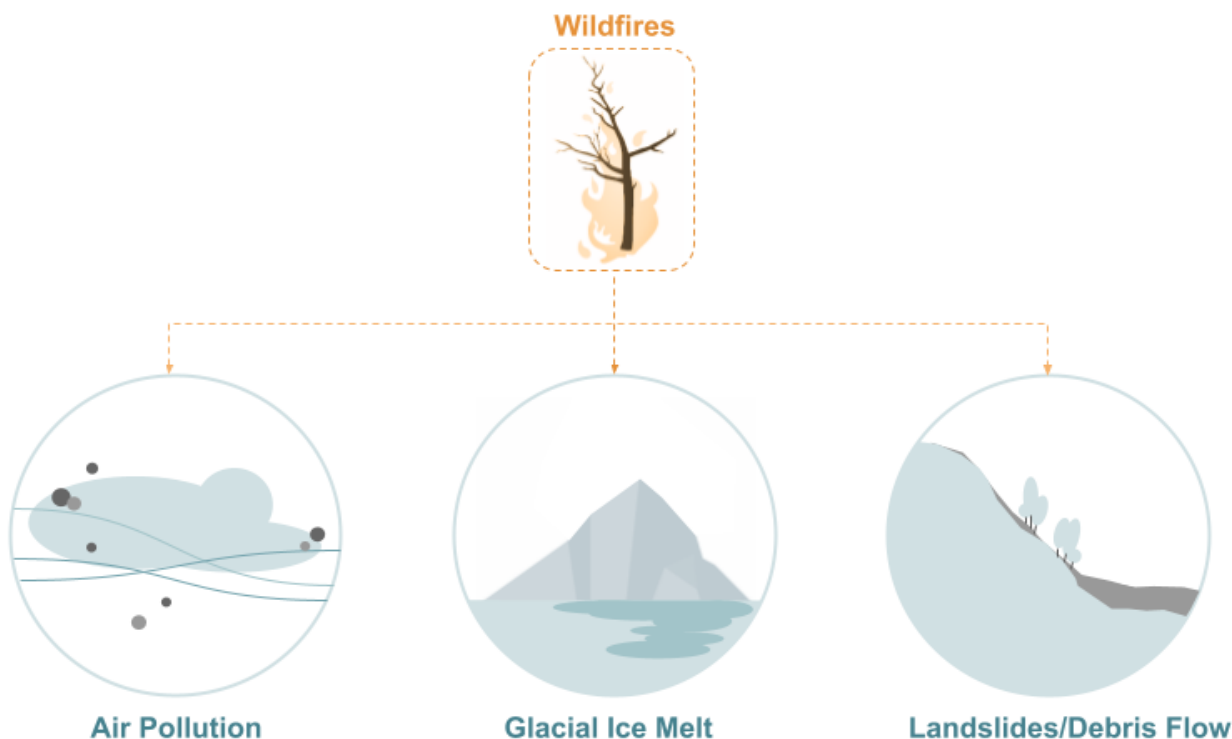 Wildfires
Air Pollution
Glacial Ice Melt
Landslides/Debris Flow